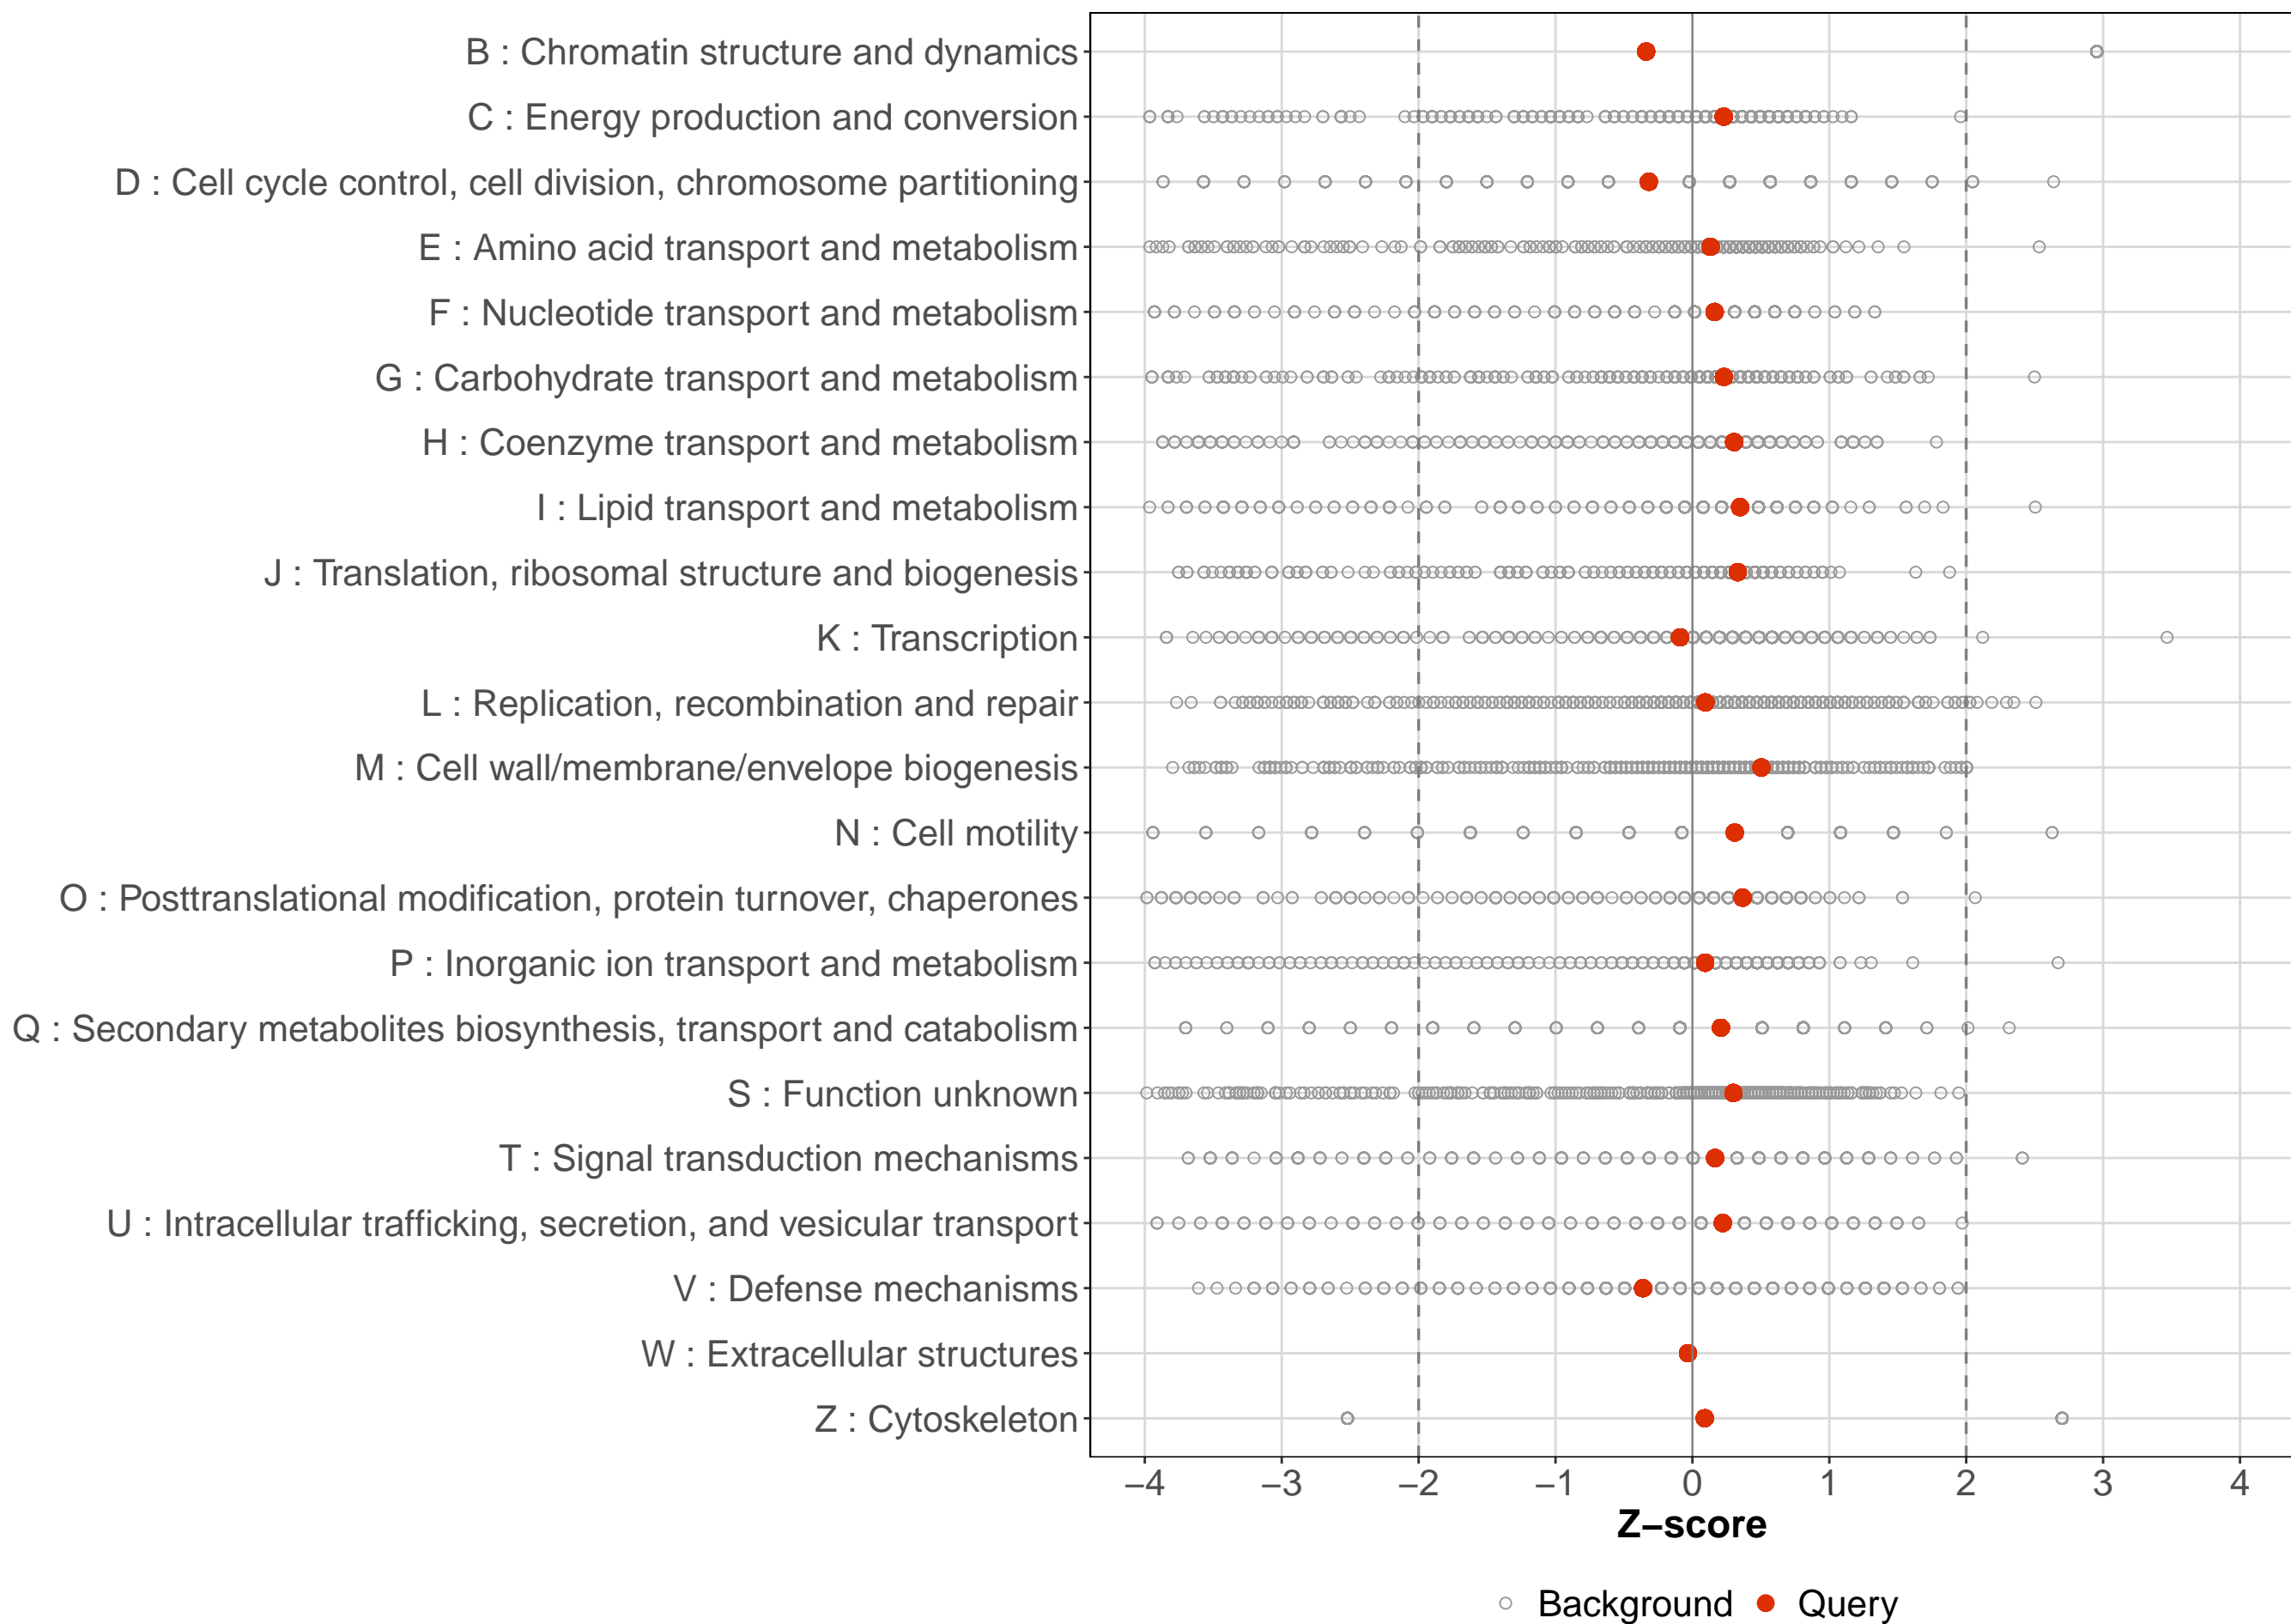 B : Chromatin structure and dynamics
C : Energy production and conversion
D : Cell cycle control, cell division, chromosome partitioning
E : Amino acid transport and metabolism
F : Nucleotide transport and metabolism
G : Carbohydrate transport and metabolism
H : Coenzyme transport and metabolism
I : Lipid transport and metabolism
J : Translation, ribosomal structure and biogenesis
K : Transcription
L : Replication, recombination and repair
M : Cell wall/membrane/envelope biogenesis
N : Cell motility
O : Posttranslational modification, protein turnover, chaperones
P : Inorganic ion transport and metabolism
Q : Secondary metabolites biosynthesis, transport and catabolism
S : Function unknown
T : Signal transduction mechanisms
U : Intracellular trafficking, secretion, and vesicular transport
V : Defense mechanisms
W : Extracellular structures
Z : Cytoskeleton
−4 −3 −2 −1 0 1 2 3 4
Z−score
Background Query